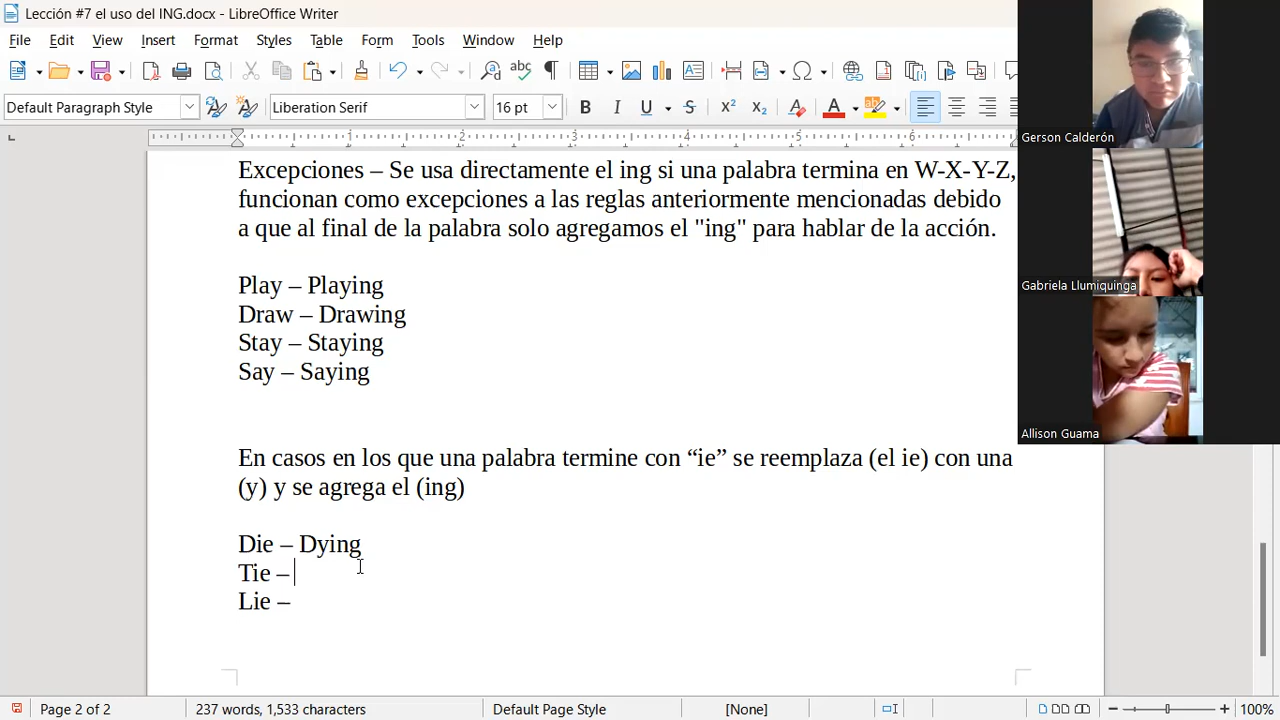 Lección #7 el uso del ING.docx - LibreOffice Writer
File Edit View Insert Format Styles Table Form Tools Window Help
Default Paragraph Style
Liberation Serif
16 pt
Excepciones – Se usa directamente el ing si una palabra termina en W-X-Y-Z,
funcionan como excepciones a las reglas anteriormente mencionadas debido
a que al final de la palabra solo agregamos el "ing" para hablar de la acción.
Play – Playing
Draw – Drawing
Stay – Staying
Say – Saying
En casos en los que una palabra termine con “ie” se reemplaza (el ie) con una
(y) y se agrega el (ing)
Die – Dying
Tie –
Lie –
Gerson Calderón
Gabriela Llumiquinga
Allison Guama
Page 2 of 2
237 words, 1,533 characters
Default Page Style
[None]
100%